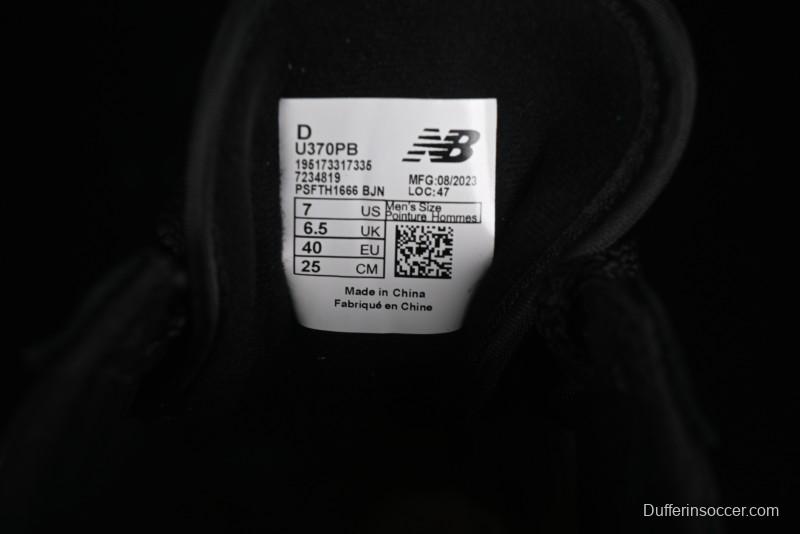 D
U370PB
195173317335
7234819
PSFTH1666 BJN
NB
MFG:08/2023
LOC:47
7 US
6.5 UK
40 EU
25 CM
Men's Size
Pointure Hommes
Made in China
Fabriqué en Chine
Dufferinsoccer.com